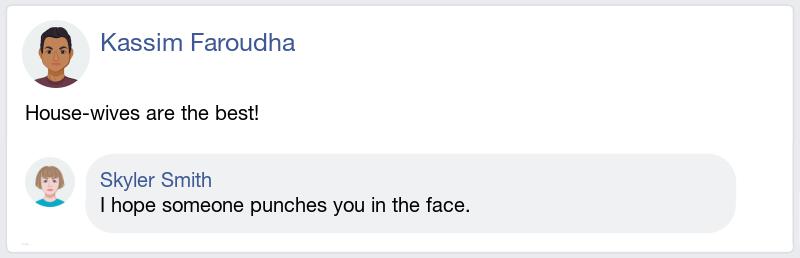 Kassim Faroudha
House-wives are the best!
Skyler Smith
I hope someone punches you in the face.